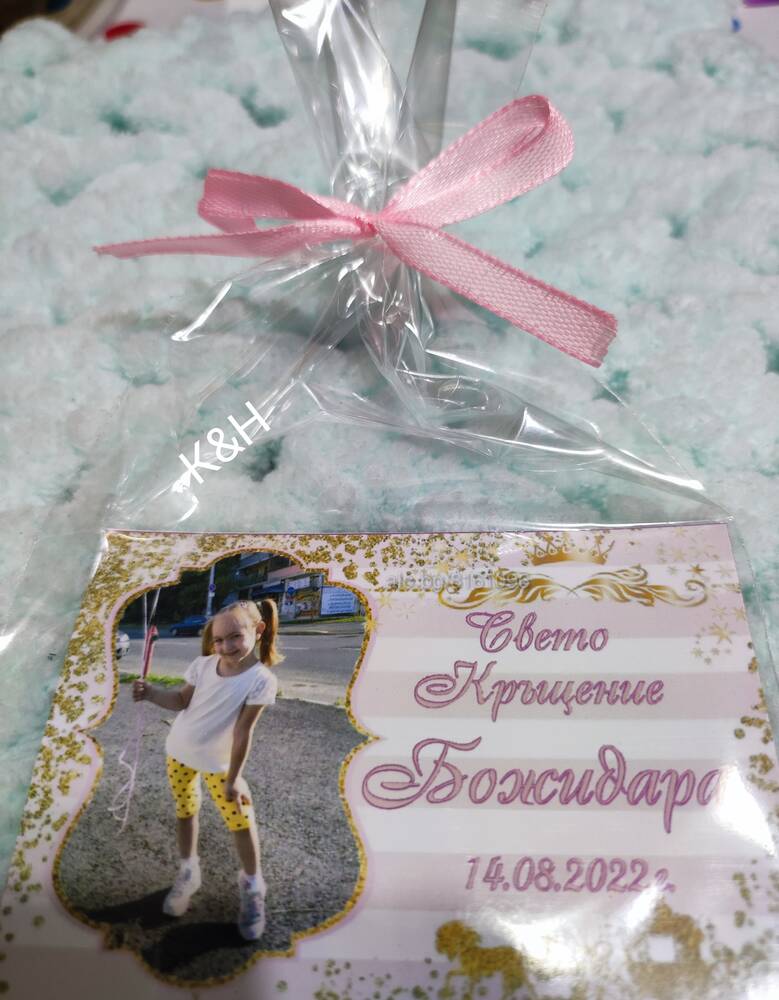 K&H
Свето
Кръщение
Божидара
14.08.2022г.